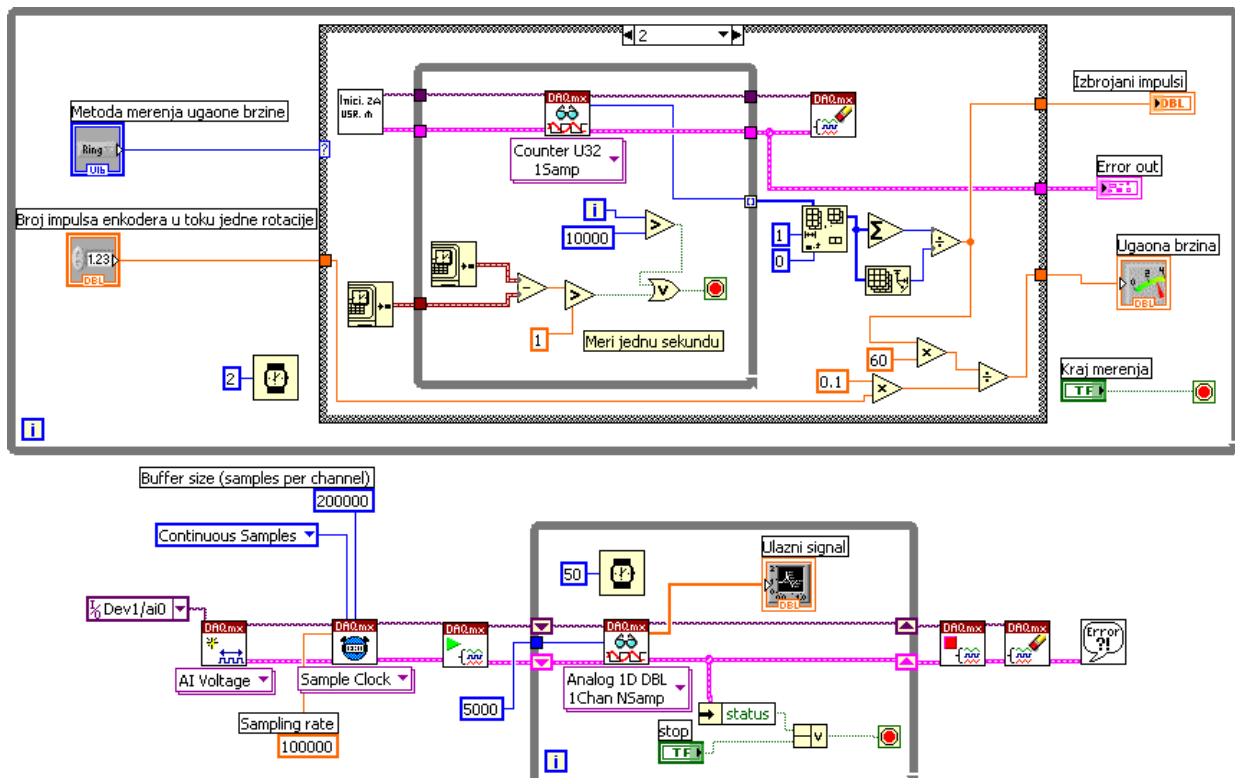 2
Izbrojani impulsi
DBL
Metoda merenja ugaone brzine
Ring
U16
Inici. ZA
USR. m
DAQmx
DAQmx
Counter U32
1Samp
Error out
Broj impulsa enkodera u toku jedne rotacije
1.23
DBL
i
10000
1
0
Ugaona brzina
DBL
1
Meri jednu sekundu
60
0.1
2
Kraj merenja
TF
i
Buffer size (samples per channel)
200000
Continuous Samples
Ulazni signal
50
DBL
Dev1/ai0
DAQmx
DAQmx
DAQmx
DAQmx
DAQmx
DAQmx
Error
?!
AI Voltage
Sample Clock
Analog 1D DBL
1Chan NSamp
5000
Sampling rate
100000
status
stop
TF
i